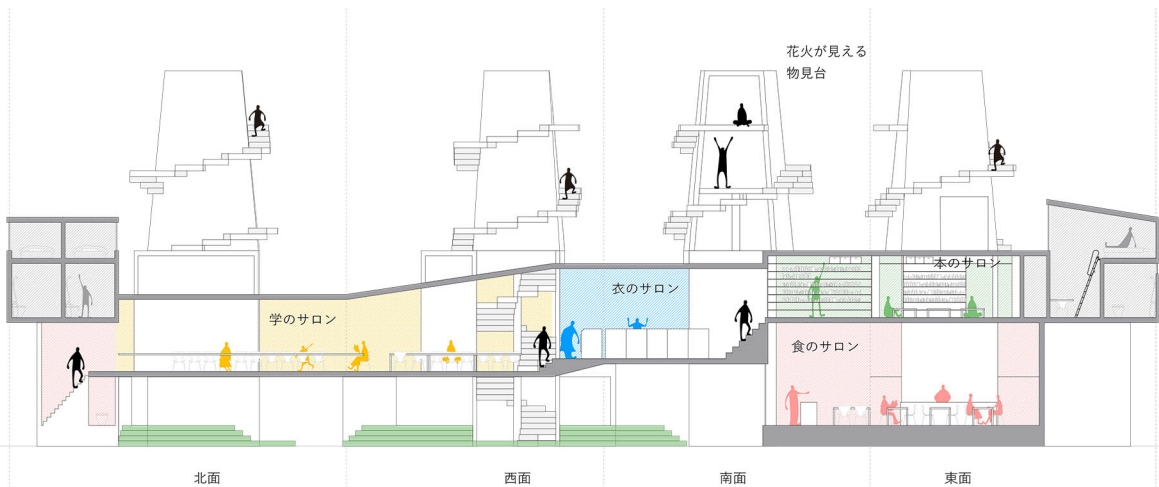 花火が見える
物見台
本のサロン
衣のサロン
学のサロン
食のサロン
北面
西面
南面
東面